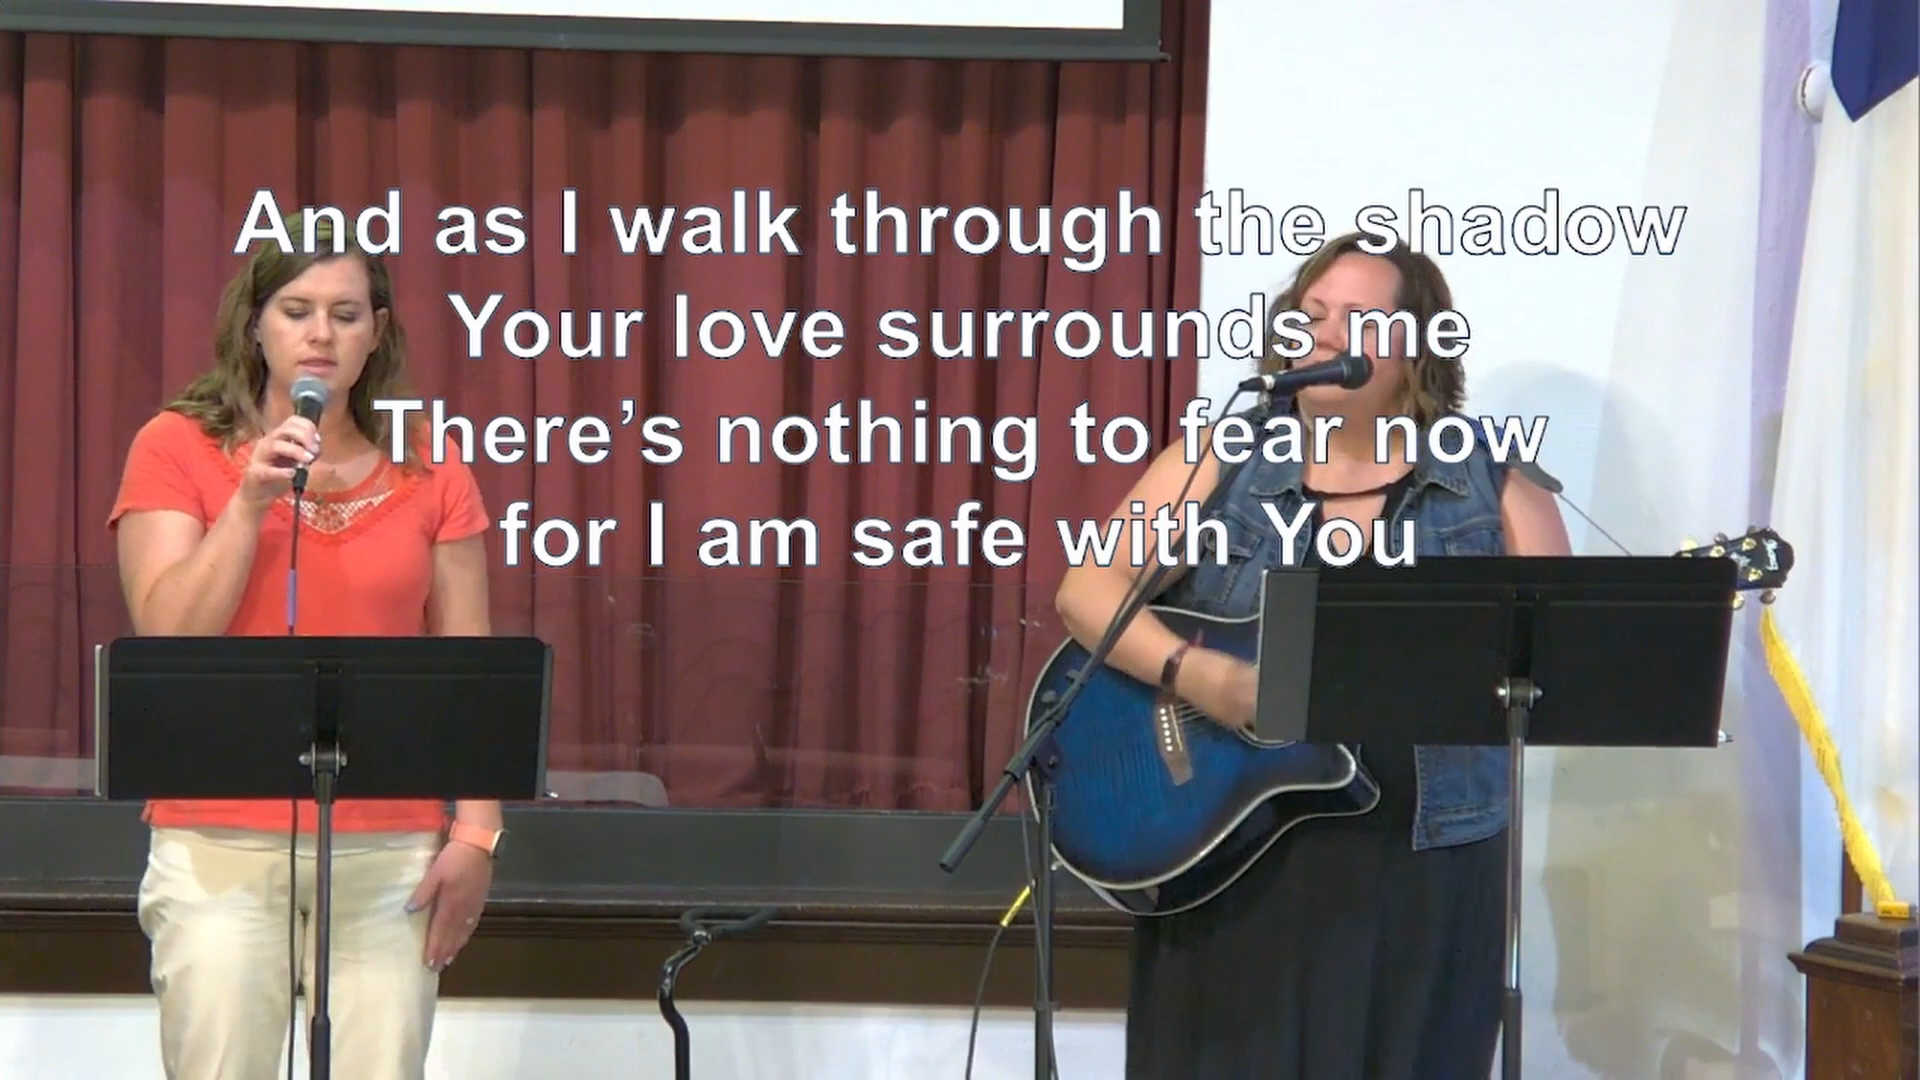 And as I walk through the shadow
Your love surrounds me
There’s nothing to fear now
for I am safe with You